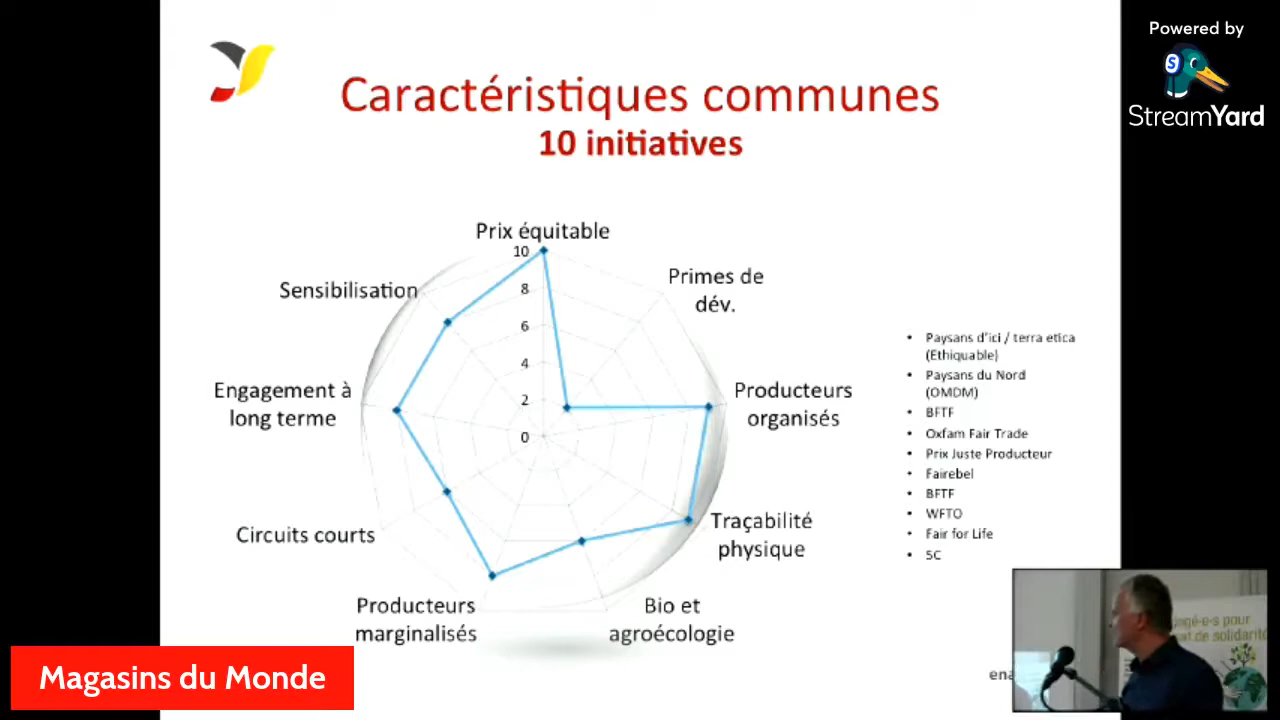 Powered by
StreamYard
Caractéristiques communes
10 initiatives
Prix équitable
10
8
6
4
2
0
Primes de
dév.
Producteurs
organisés
Traçabilité
physique
Bio et
agroécologie
Producteurs
marginalisés
Circuits courts
Engagement à
long terme
Sensibilisation
• Paysans d'ici / terra etica
(Ethiquable)
• Paysans du Nord
(OMDM)
• BFTF
• Oxfam Fair Trade
• Prix Juste Producteur
• Fairebel
• BFTF
• WFTO
• Fair for Life
Magasins du Monde